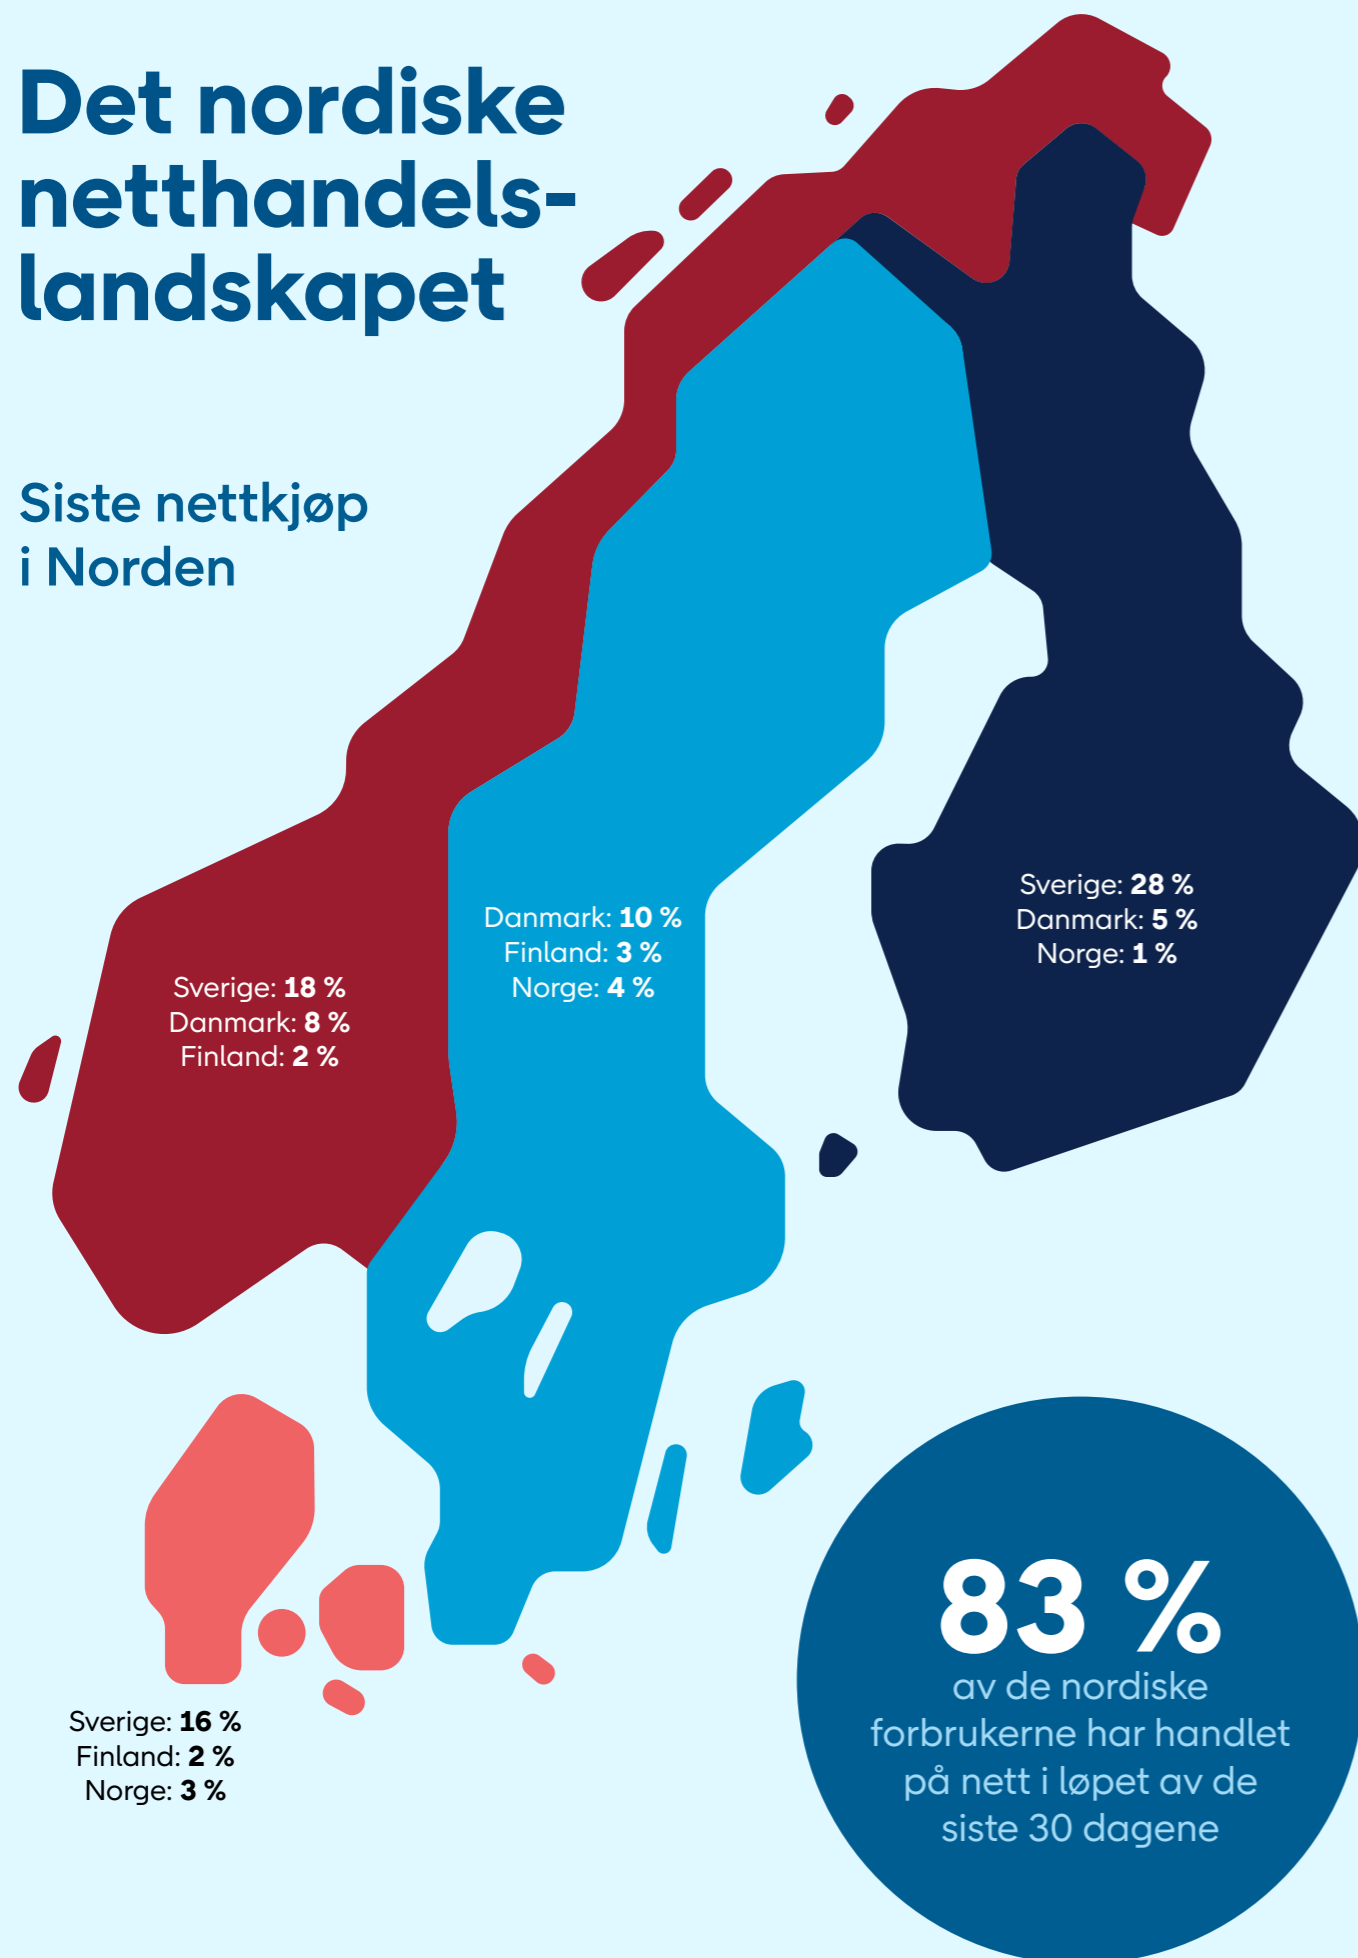 Det nordiske
netthandels-
landskapet
Siste nettkjøp
i Norden
Sverige: 18 %
Danmark: 8 %
Finland: 2 %
Danmark: 10 %
Finland: 3 %
Norge: 4 %
Sverige: 28 %
Danmark: 5 %
Norge: 1 %
Sverige: 16 %
Finland: 2 %
Norge: 3 %
83 %
av de nordiske
forbrukerne har handlet
på nett i løpet av de
siste 30 dagene